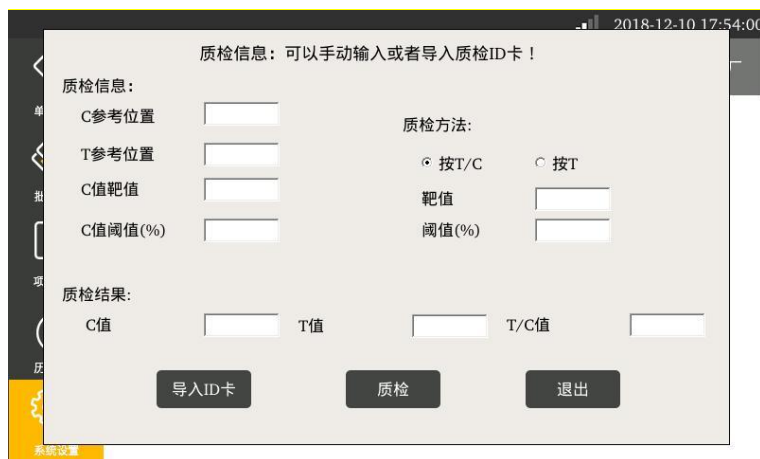 2018-12-10 17:54:00
质检信息：可以手动输入或者导入质检ID卡！
质检信息：
C参考位置
T参考位置
C值靶值
C值阈值(%)
质检方法:
按T/C
按T
靶值
阈值(%)
质检结果:
C值
T值
T/C值
导入ID卡
质检
退出
单
批
项
历
系统设置